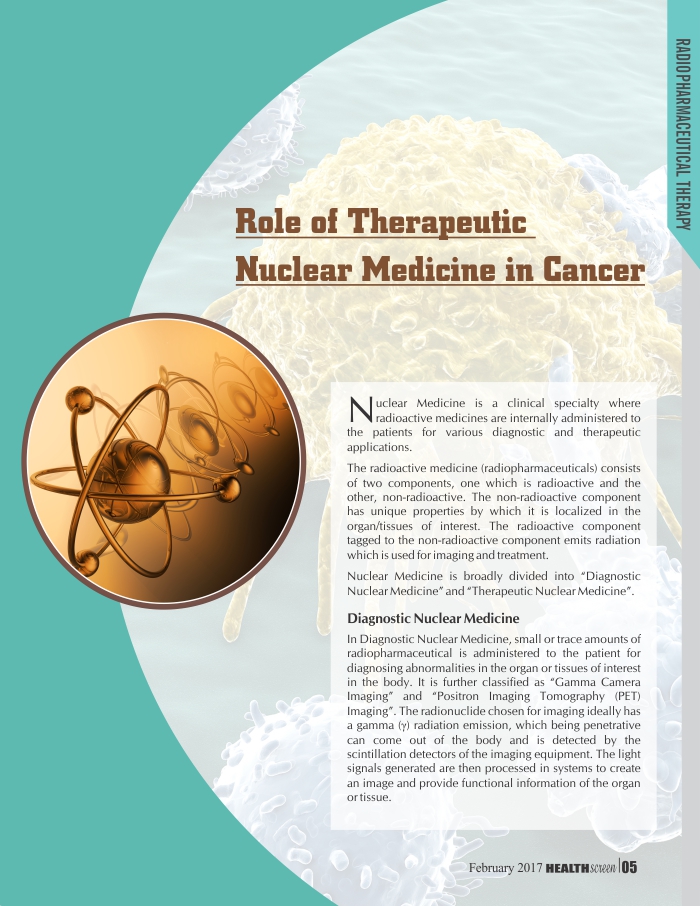 RADIOPHARMACEUTICAL THERAPY
Role of Therapeutic
Nuclear Medicine in Cancer
Nuclear Medicine is a clinical specialty where
radioactive medicines are internally administered to
the patients for various diagnostic and therapeutic
applications.
The radioactive medicine (radiopharmaceuticals) consists
of two components, one which is radioactive and the
other, non-radioactive. The non-radioactive component
has unique properties by which it is localized in the
organ/tissues of interest. The radioactive component
tagged to the non-radioactive component emits radiation
which is used for imaging and treatment.
Nuclear Medicine is broadly divided into “Diagnostic
Nuclear Medicine” and “Therapeutic Nuclear Medicine”.
Diagnostic Nuclear Medicine
In Diagnostic Nuclear Medicine, small or trace amounts of
radiopharmaceutical is administered to the patient for
diagnosing abnormalities in the organ or tissues of interest
in the body. It is further classified as “Gamma Camera
Imaging” and “Positron Imaging Tomography (PET)
Imaging”. The radionuclide chosen for imaging ideally has
a gamma (γ) radiation emission, which being penetrative
can come out of the body and is detected by the
scintillation detectors of the imaging equipment. The light
signals generated are then processed in systems to create
an image and provide functional information of the organ
or tissue.
February 2017 HEALTHscreen |05